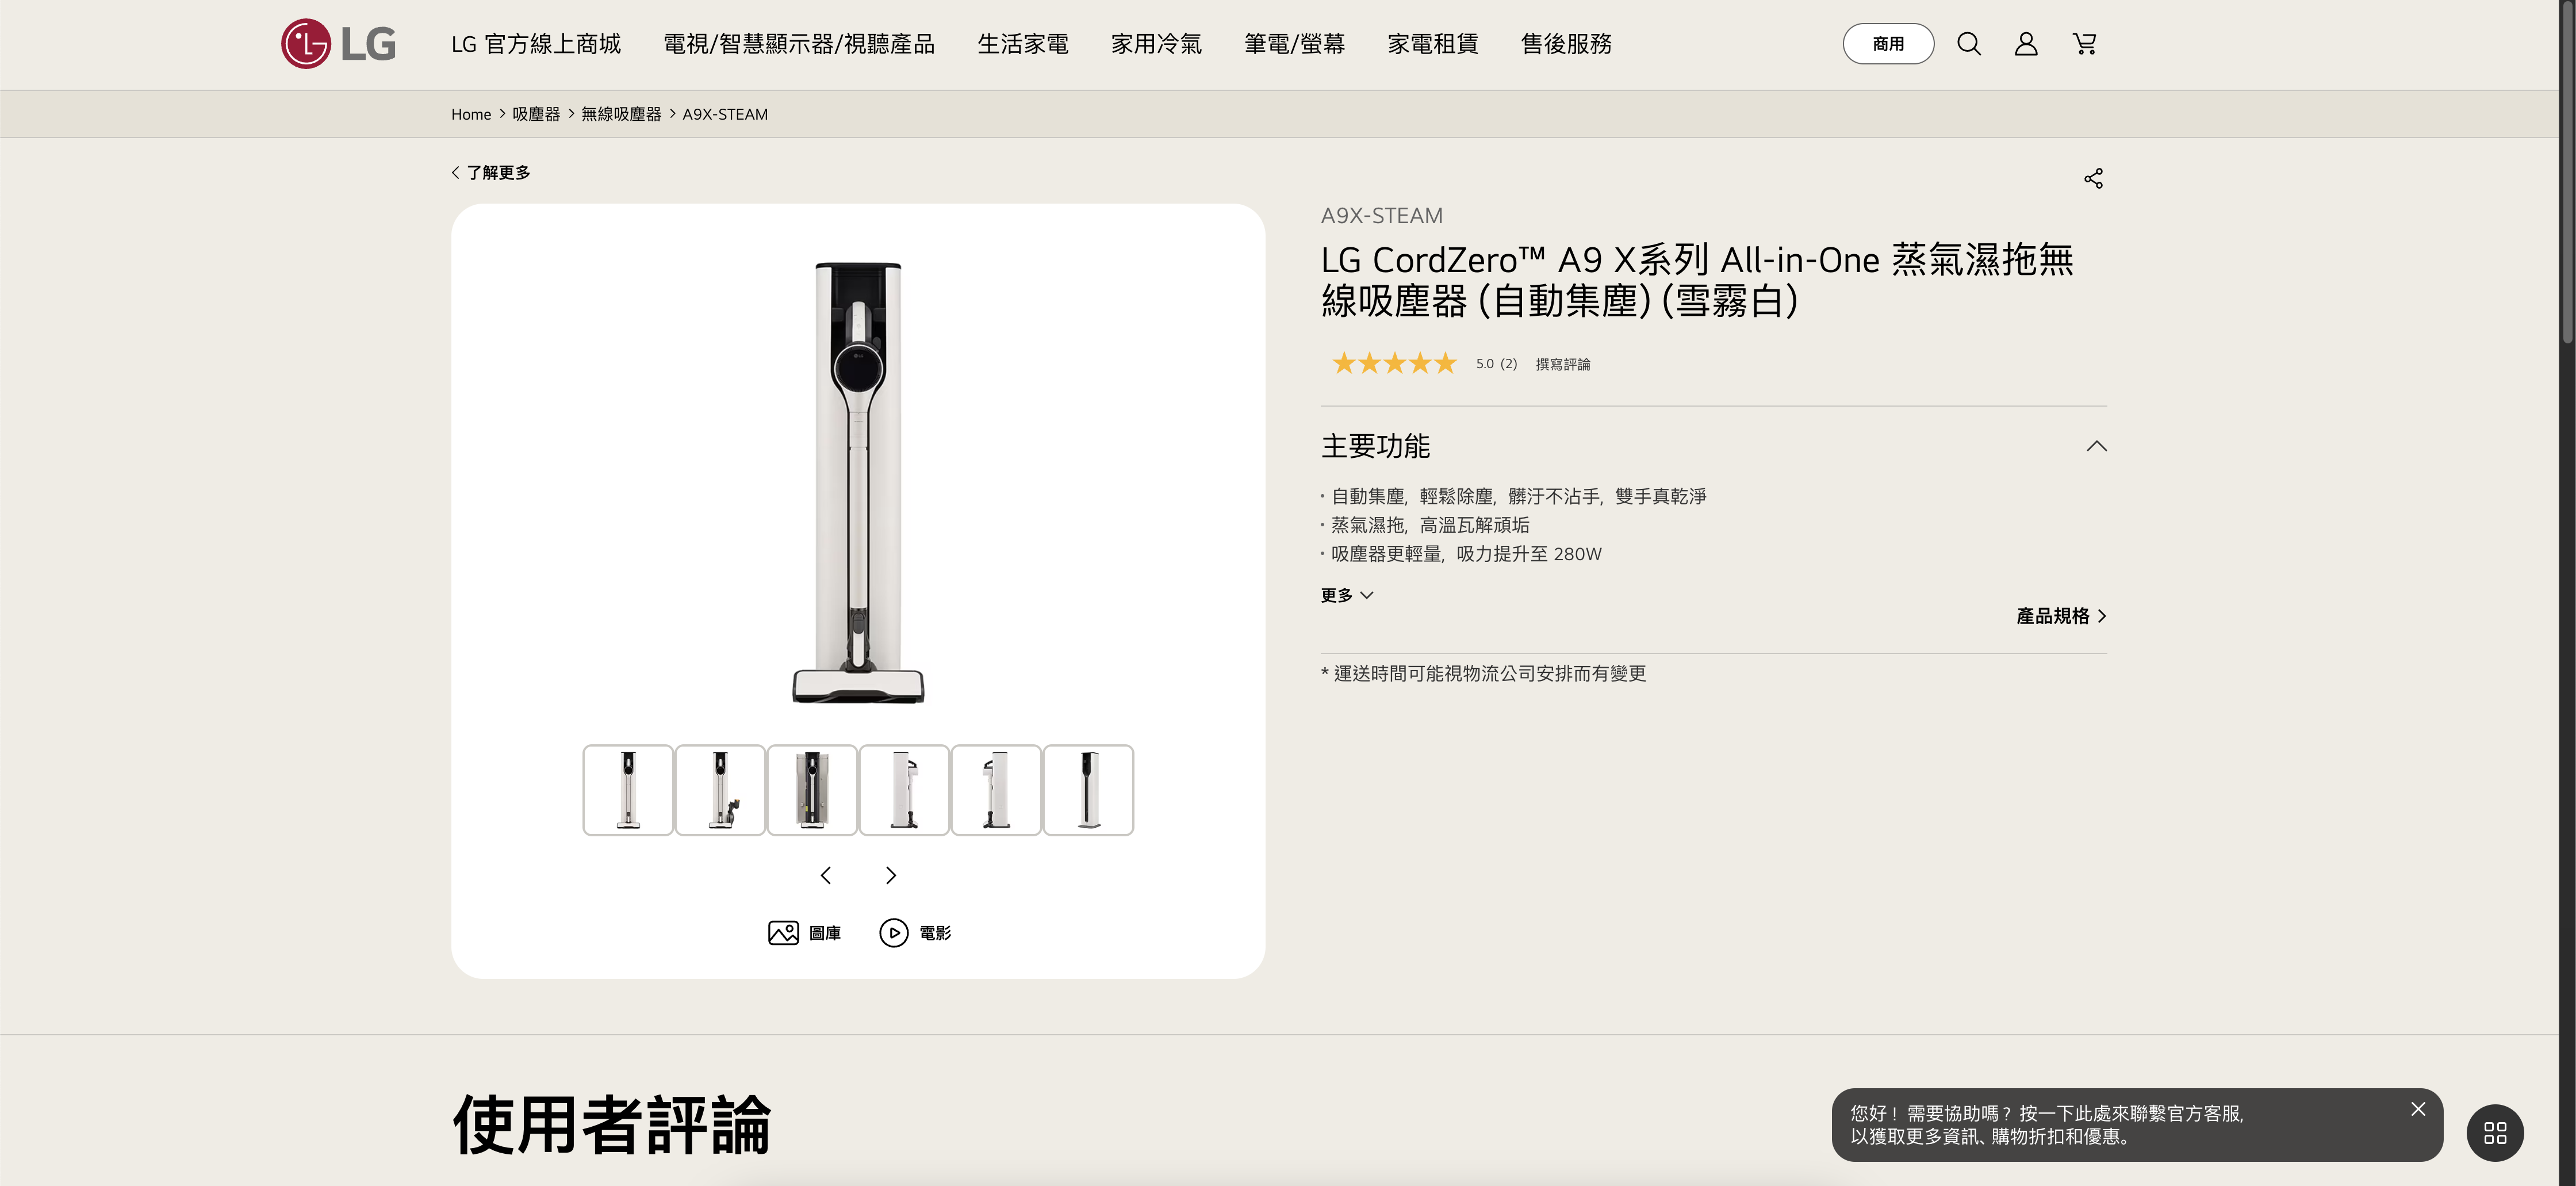 LG
LG 官方線上商城
電視/智慧顯示器/視聽產品
生活家電
家用冷氣
筆電/螢幕
家電租賃
售後服務
商用
Home > 吸塵器 > 無線吸塵器 > A9X-STEAM
了解更多
A9X-STEAM
LG CordZero™ A9 X系列 All-in-One 蒸氣濕拖無
線吸塵器 (自動集塵) (雪霧白)
5.0 (2) 撰寫評論
主要功能
• 自動集塵, 輕鬆除塵, 髒汙不沾手, 雙手真乾淨
• 蒸氣濕拖, 高溫瓦解頑垢
• 吸塵器更輕量, 吸力提升至 280W
更多
產品規格
* 運送時間可能視物流公司安排而有變更
圖庫
電影
使用者評論
您好！需要協助嗎？按一下此處來聯繫官方客服,
以獲取更多資訊、購物折扣和優惠。